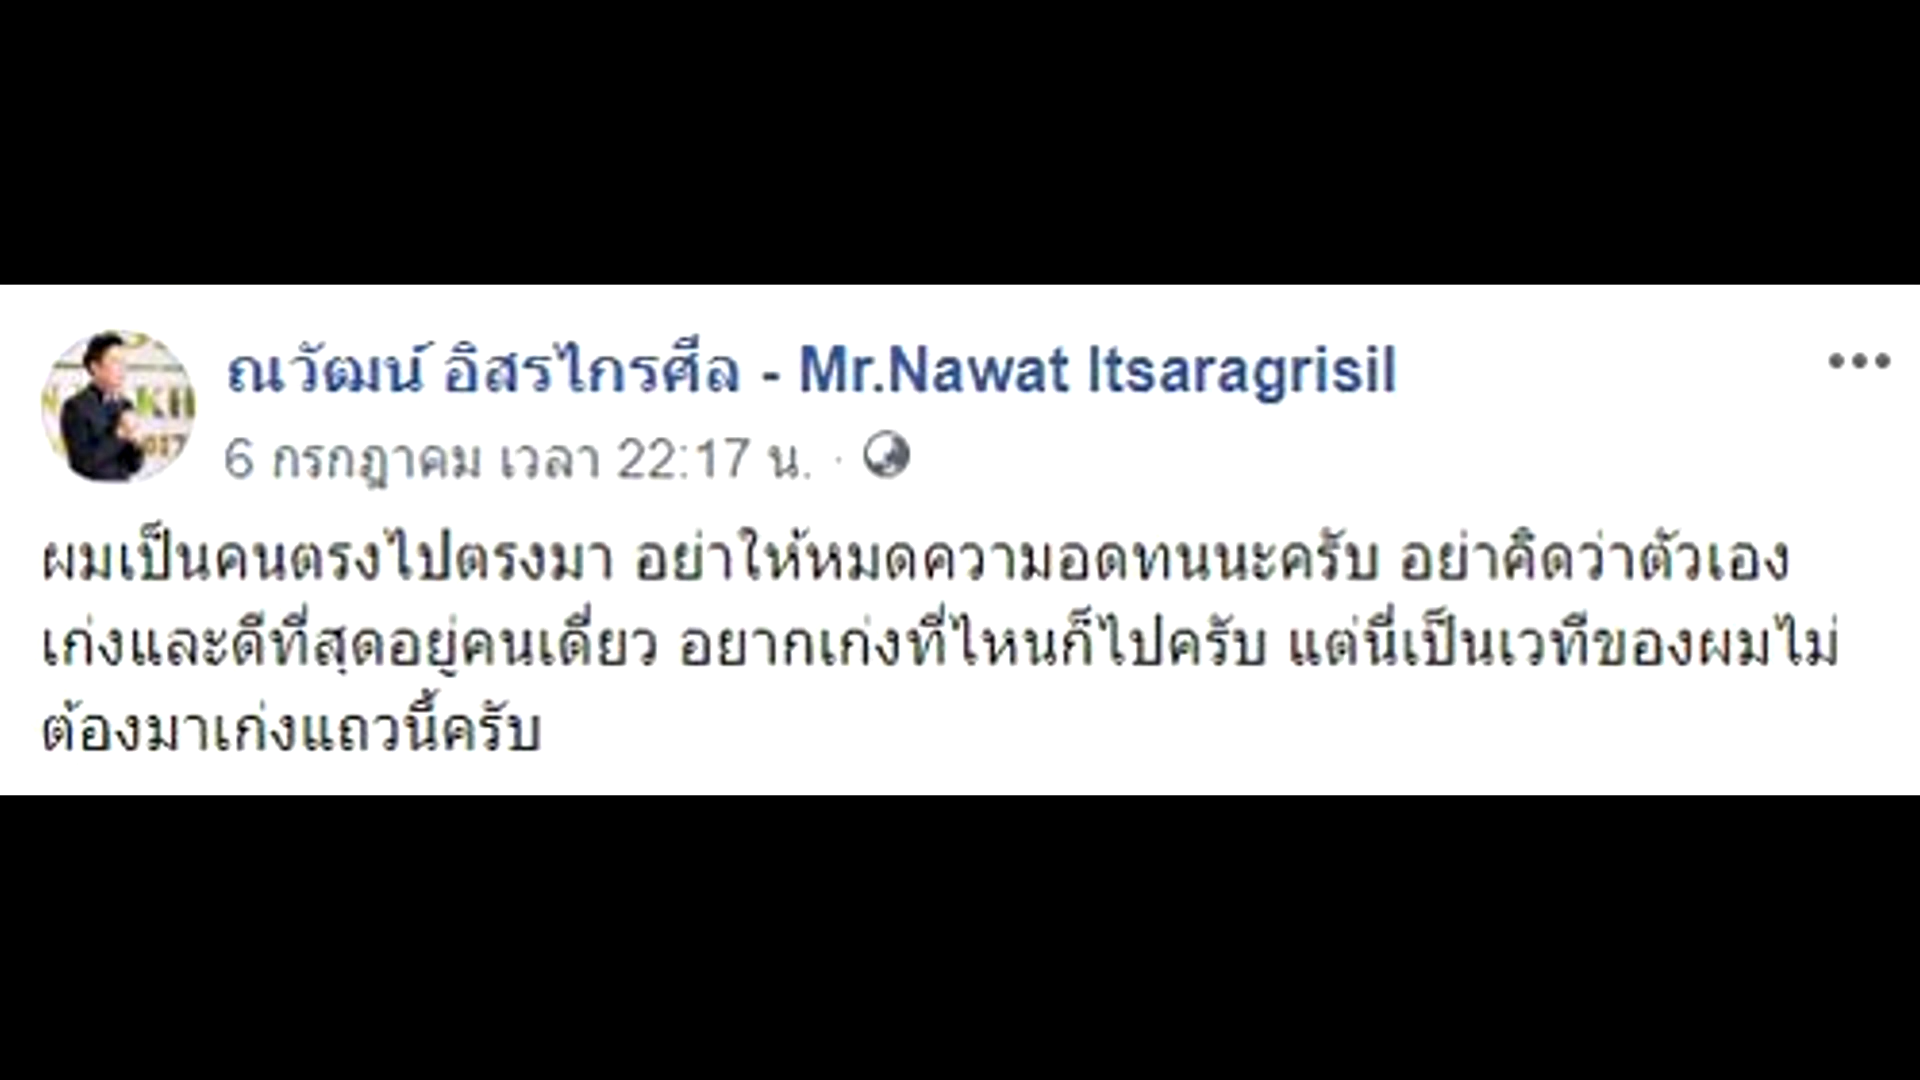 ณวัฒน์ อิสรไกรศีล - Mr.Nawat Itsaragrisil
6 กรกฎาคม เวลา 22:17 น. ·
ผมเป็นคนตรงไปตรงมา อย่าให้หมดความอดทนนะครับ อย่าคิดว่าตัวเอง
เก่งและดีที่สุดอยู่คนเดี่ยว อยากเก่งที่ไหนก็ไปครับ แต่นี่เป็นเวทีของผมไม่
ต้องมาเก่งแถวนี้ครับ